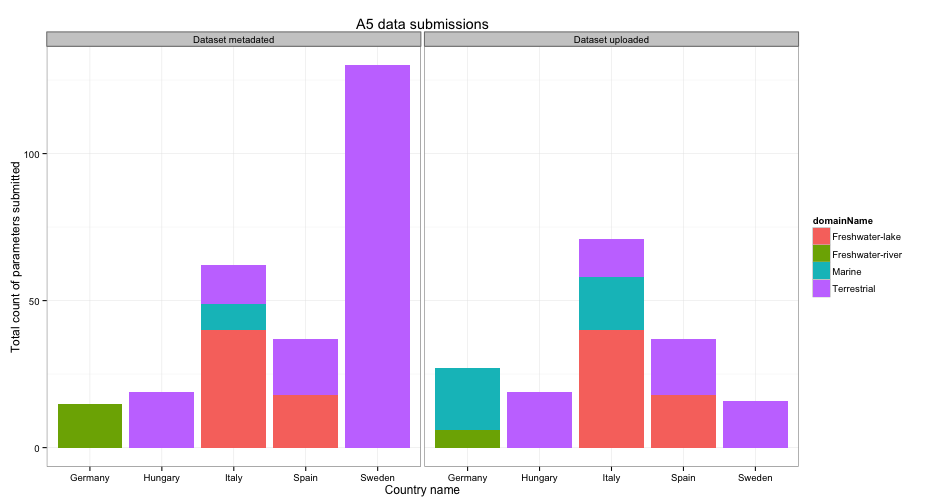 A5 data submissions
Dataset metadated
Dataset uploaded
Total count of parameters submitted
100
50
0
Germany Hungary Italy Spain Sweden
Germany Hungary Italy Spain Sweden
Country name
domainName
Freshwater-lake
Freshwater-river
Marine
Terrestrial